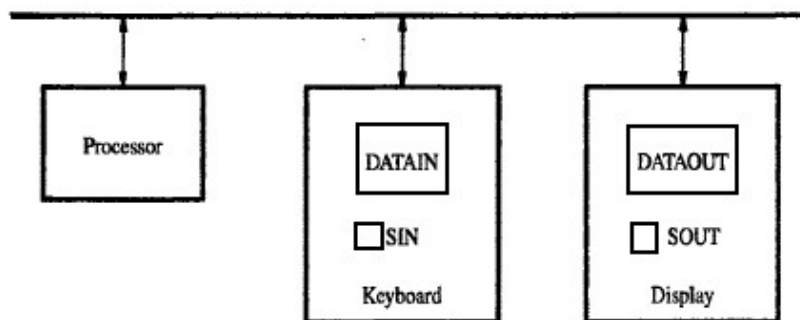 Processor
DATAIN
DATAOUT
SIN
SOUT
Keyboard
Display